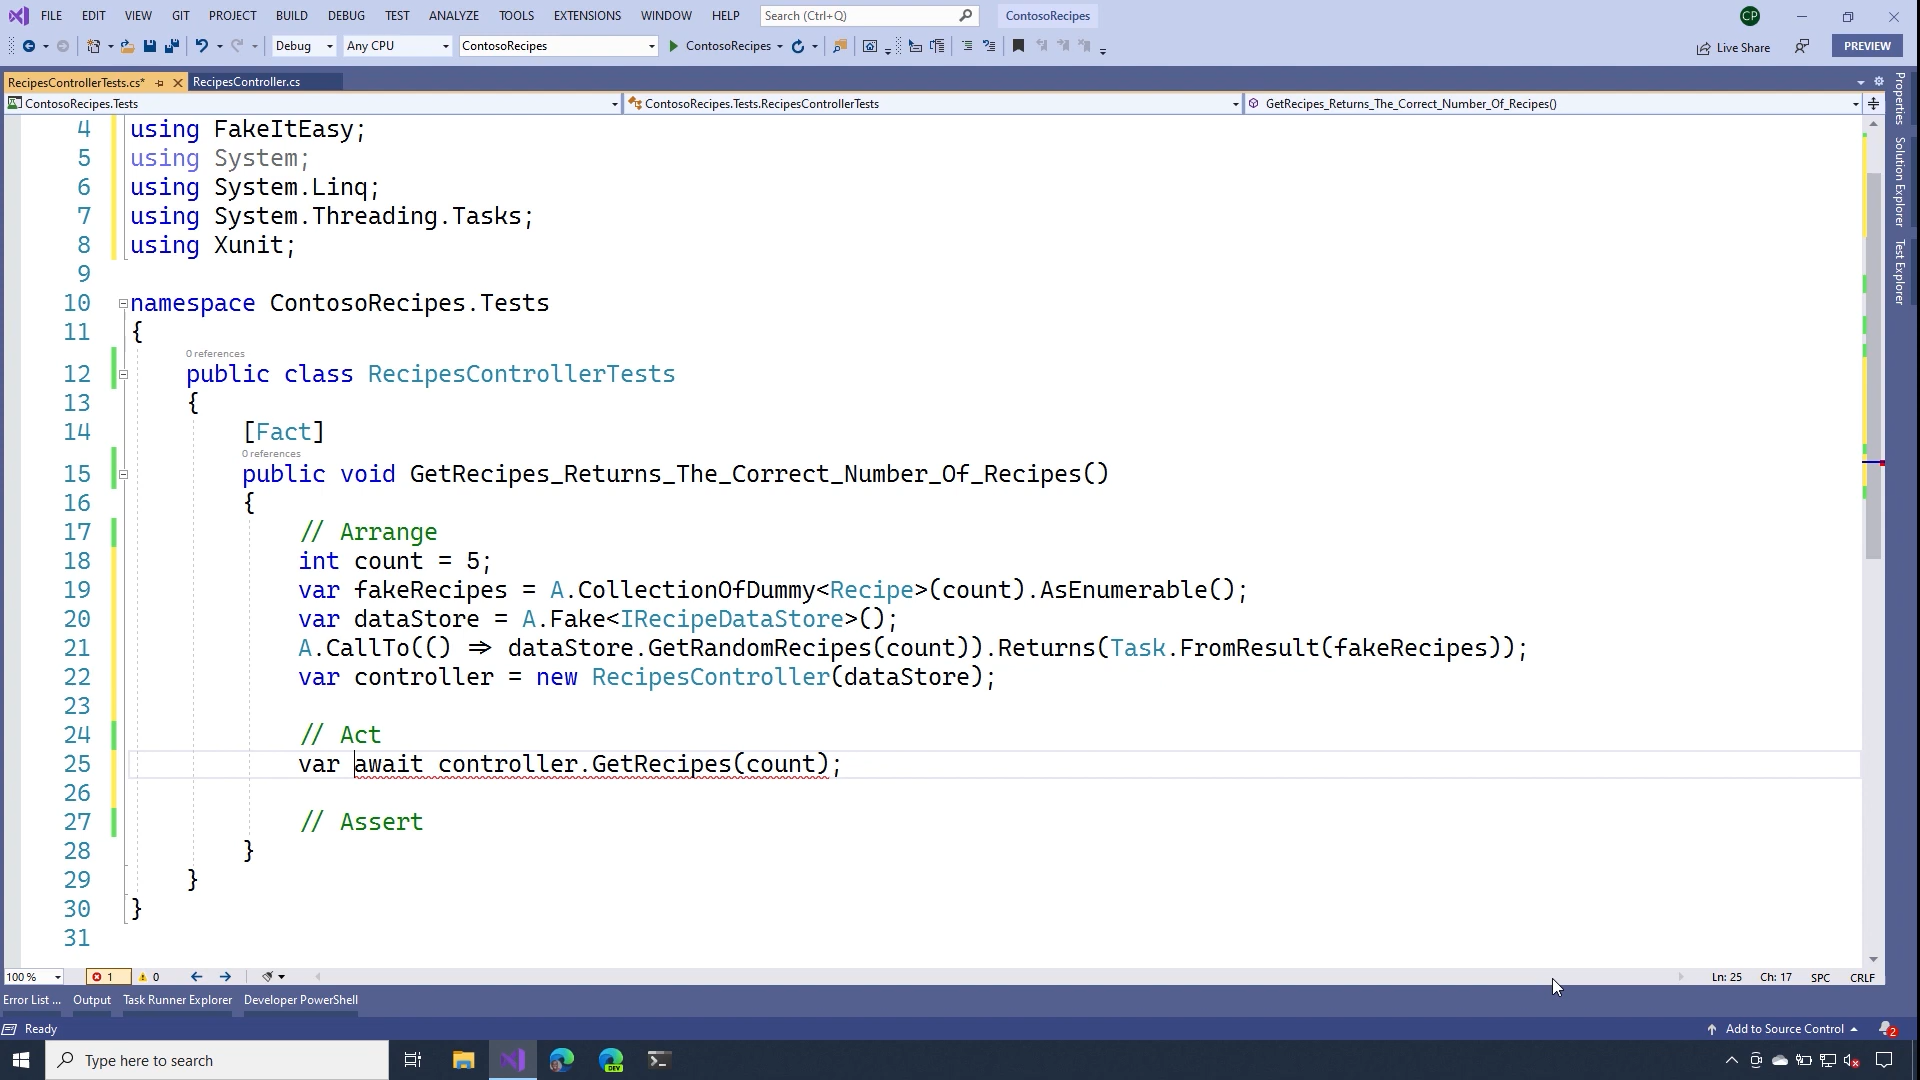 FILE EDIT VIEW GIT PROJECT BUILD DEBUG TEST ANALYZE TOOLS EXTENSIONS WINDOW HELP Search (Ctrl+Q) ContosoRecipes CP
Debug Any CPU ContosoRecipes ContosoRecipes Live Share PREVIEW
RecipesControllerTests.cs* RecipesController.cs
ContosoRecipes.Tests ContosoRecipes.Tests.RecipesControllerTests GetRecipes_Returns_The_Correct_Number_Of_Recipes()
Properties
Solution Explorer
Test Explorer
4 using FakeItEasy;
5 using System;
6 using System.Linq;
7 using System.Threading.Tasks;
8 using Xunit;
9
10 namespace ContosoRecipes.Tests
11 {
0 references
12 public class RecipesControllerTests
13 {
14 [Fact]
0 references
15 public void GetRecipes_Returns_The_Correct_Number_Of_Recipes()
16 {
17 // Arrange
18 int count = 5;
19 var fakeRecipes = A.CollectionOfDummy<Recipe>(count).AsEnumerable();
20 var dataStore = A.Fake<IRecipeDataStore>();
21 A.CallTo(() => dataStore.GetRandomRecipes(count)).Returns(Task.FromResult(fakeRecipes));
22 var controller = new RecipesController(dataStore);
23
24 // Act
25 var await controller.GetRecipes(count);
26
27 // Assert
28 }
29 }
30 }
31
100 % 1 0 Ln: 25 Ch: 17 SPC CRLF
Error List ... Output Task Runner Explorer Developer PowerShell
Ready Add to Source Control 2
Type here to search DEV